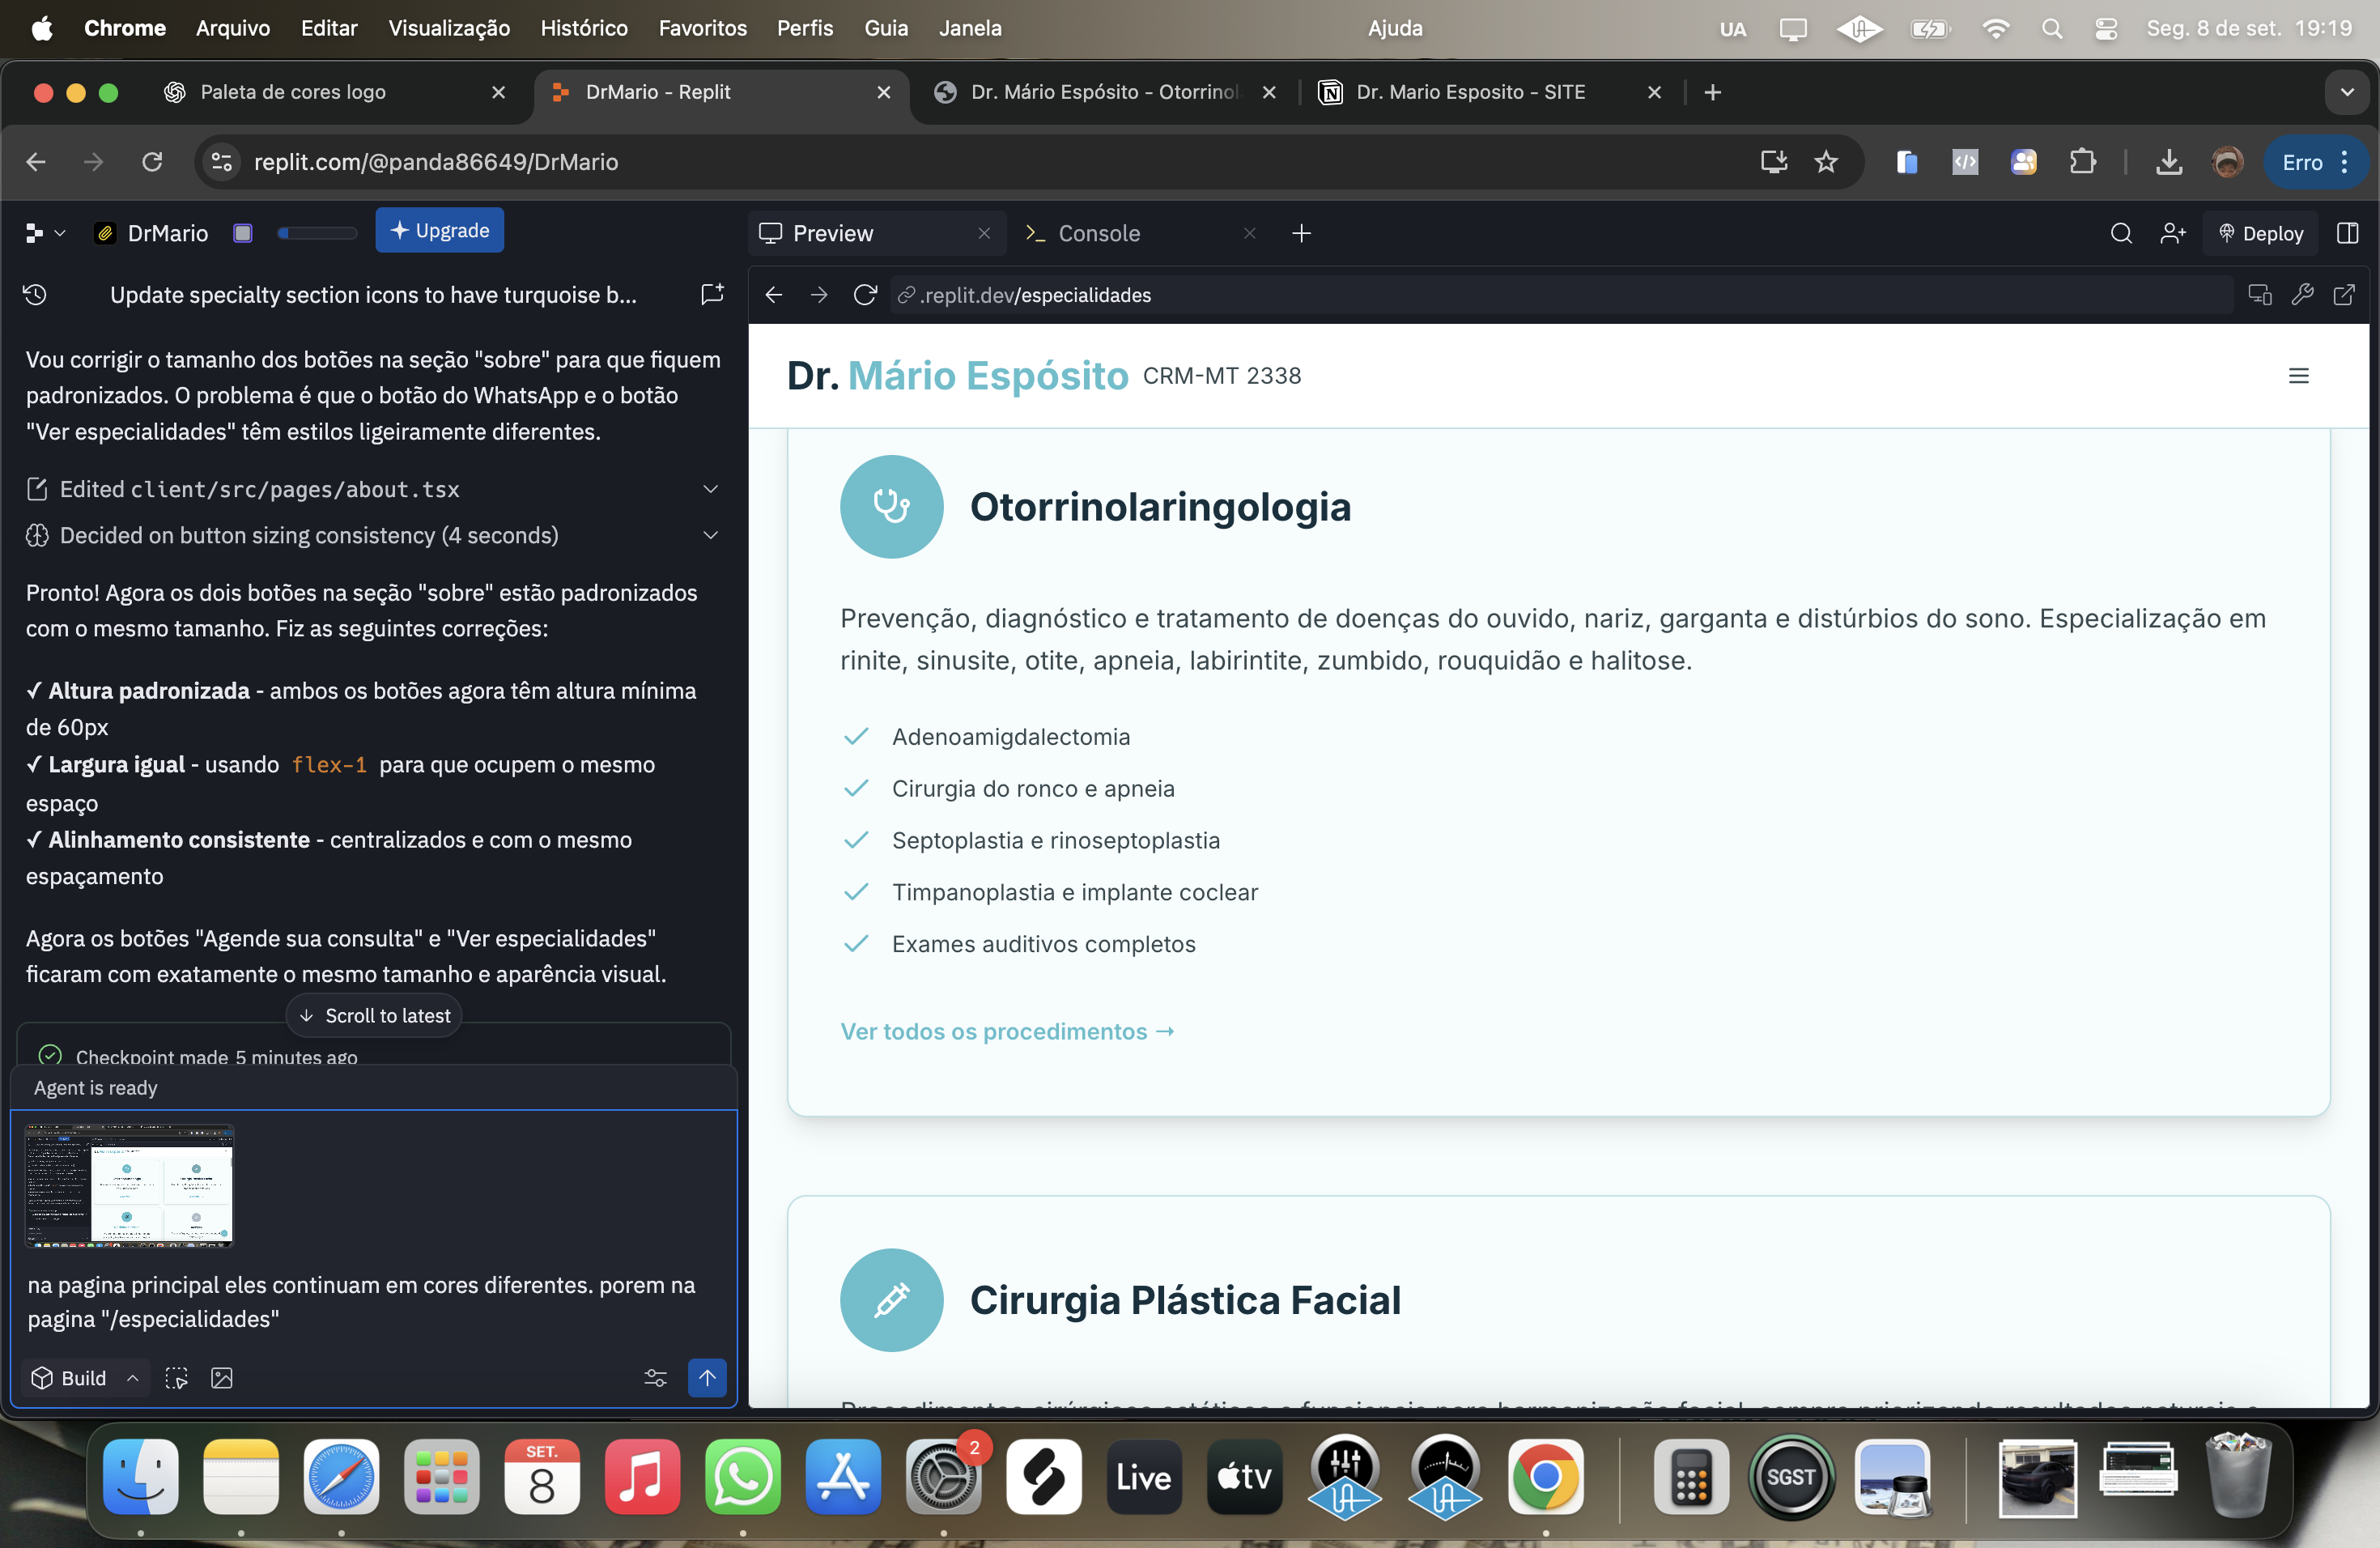 Chrome Arquivo Editar Visualização Histórico Favoritos Perfis Guia Janela Ajuda UA Seg. 8 de set. 19:19
Paleta de cores logo
DrMario - Replit
Dr. Mário Espósito - Otorrinol
Dr. Mario Esposito - SITE
replit.com/@panda86649/DrMario
Erro
DrMario
Upgrade
Preview
Console
Deploy
Update specialty section icons to have turquoise b...
.replit.dev/especialidades
Vou corrigir o tamanho dos botões na seção "sobre" para que fiquem
padronizados. O problema é que o botão do WhatsApp e o botão
"Ver especialidades" têm estilos ligeiramente diferentes.
Edited client/src/pages/about.tsx
Decided on button sizing consistency (4 seconds)
Pronto! Agora os dois botões na seção "sobre" estão padronizados
com o mesmo tamanho. Fiz as seguintes correções:
✓ Altura padronizada - ambos os botões agora têm altura mínima
de 60px
✓ Largura igual - usando flex-1 para que ocupem o mesmo
espaço
✓ Alinhamento consistente - centralizados e com o mesmo
espaçamento
Agora os botões "Agende sua consulta" e "Ver especialidades"
ficaram com exatamente o mesmo tamanho e aparência visual.
Scroll to latest
Checkpoint made 5 minutes ago
Agent is ready
na pagina principal eles continuam em cores diferentes. porem na
pagina "/especialidades"
Build
Dr. Mário Espósito CRM-MT 2338
Otorrinolaringologia
Prevenção, diagnóstico e tratamento de doenças do ouvido, nariz, garganta e distúrbios do sono. Especialização em
rinite, sinusite, otite, apneia, labirintite, zumbido, rouquidão e halitose.
Adenoamigdalectomia
Cirurgia do ronco e apneia
Septoplastia e rinoseptoplastia
Timpanoplastia e implante coclear
Exames auditivos completos
Ver todos os procedimentos →
Cirurgia Plástica Facial
SET.
8
2
Live
tv
SGST